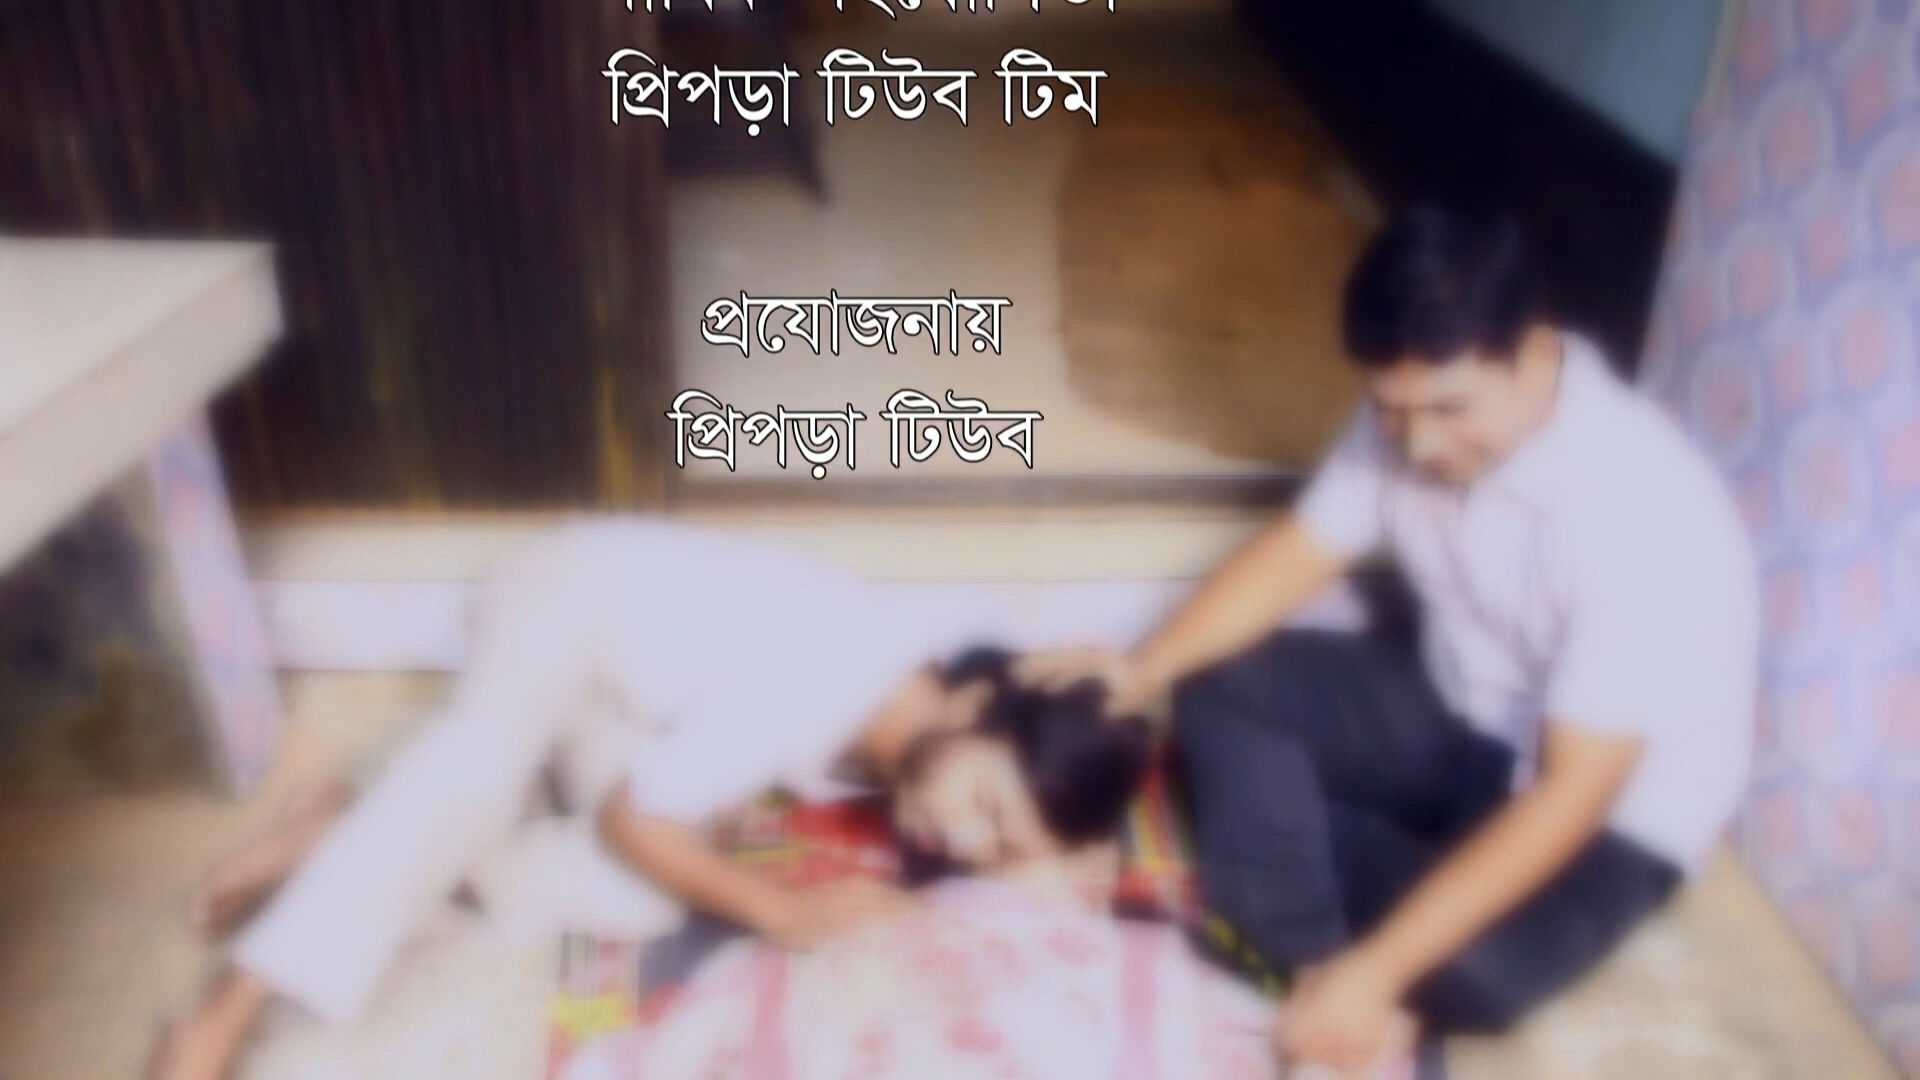 প্রিপড়া টিউব টিম
প্রযোজনায়
প্রিপড়া টিউব